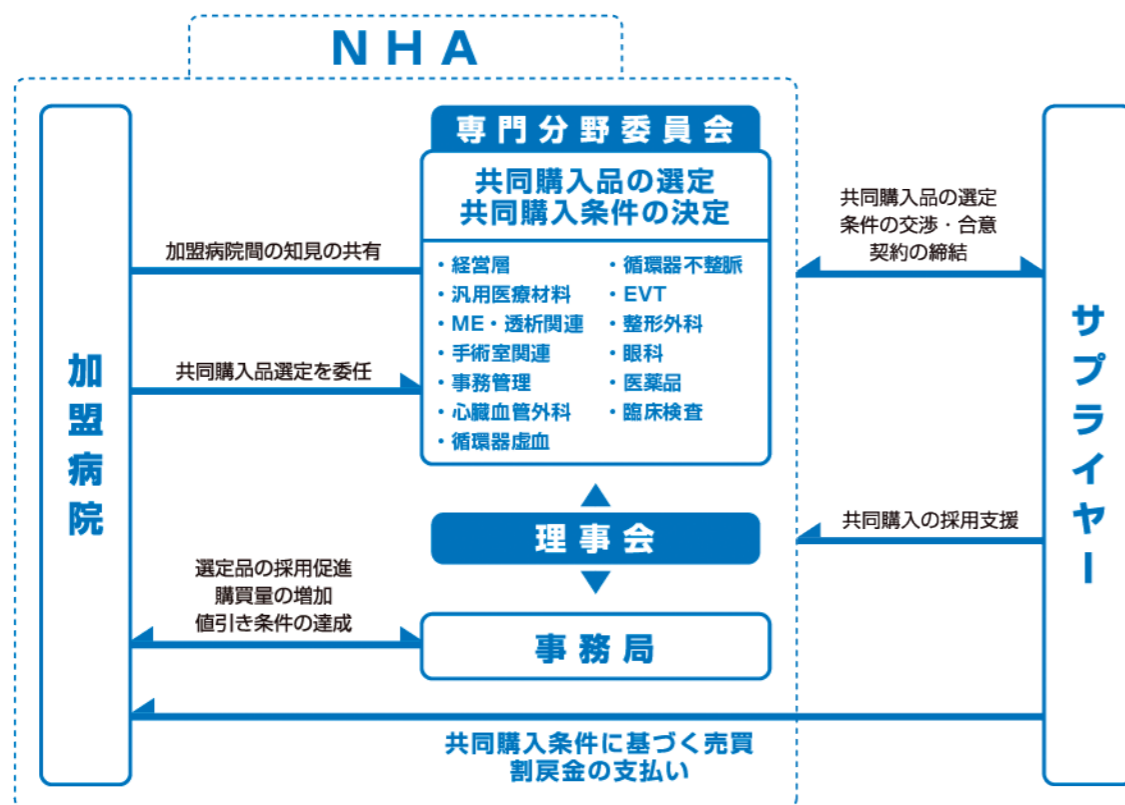 NHA
加盟病院
専門分野委員会
共同購入品の選定
共同購入条件の決定
・経営層
・汎用医療材料
・ME・透析関連
・手術室関連
・事務管理
・心臓血管外科
・循環器虚血
・循環器不整脈
・EVT
・整形外科
・眼科
・医薬品
・臨床検査
加盟病院間の知見の共有
共同購入品選定を委任
理事会
選定品の採用促進
購買量の増加
値引き条件の達成
事務局
共同購入品の選定
条件の交渉・合意
契約の締結
共同購入の採用支援
サプライヤー
共同購入条件に基づく売買
割戻金の支払い